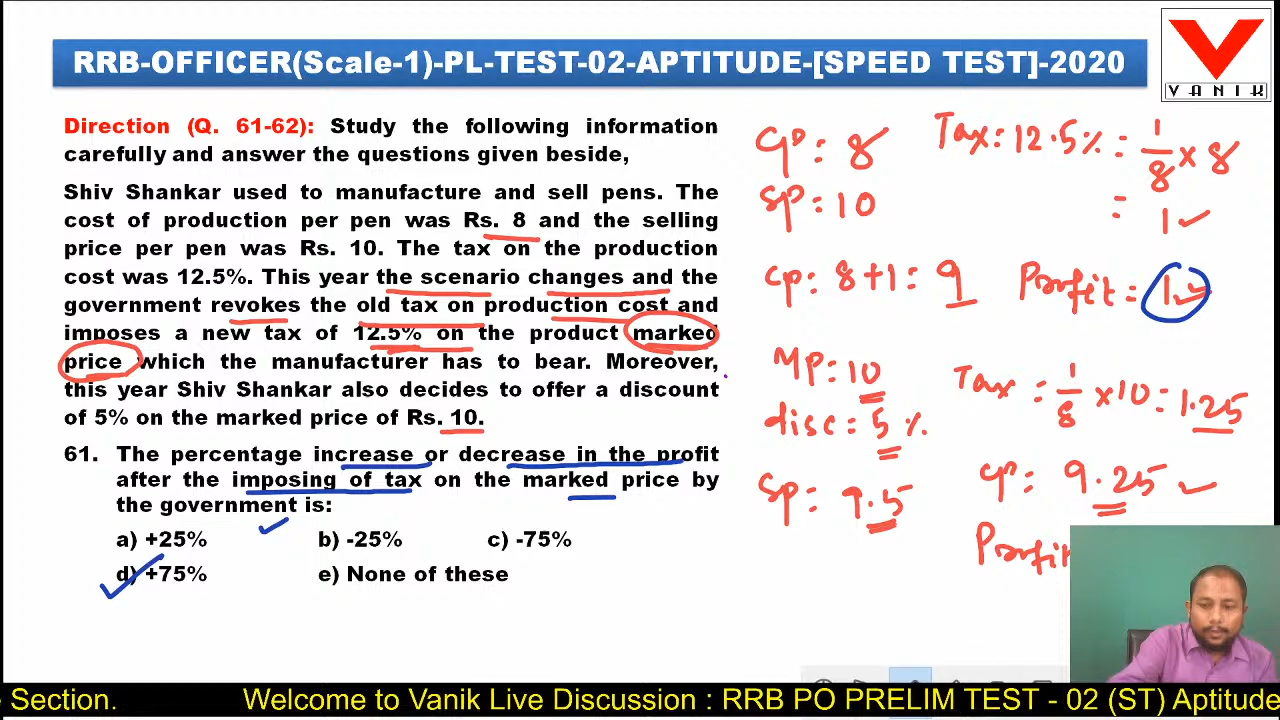 RRB-OFFICER(Scale-1)-PL-TEST-02-APTITUDE-[SPEED TEST]-2020
VANIK
Direction (Q. 61-62): Study the following information
carefully and answer the questions given beside,
Shiv Shankar used to manufacture and sell pens. The
cost of production per pen was Rs. 8 and the selling
price per pen was Rs. 10. The tax on the production
cost was 12.5%. This year the scenario changes and the
government revokes the old tax on production cost and
imposes a new tax of 12.5% on the product marked
price which the manufacturer has to bear. Moreover,
this year Shiv Shankar also decides to offer a discount
of 5% on the marked price of Rs. 10.
61. The percentage increase or decrease in the profit
after the imposing of tax on the marked price by
the government is:
a) +25% b) -25% c) -75%
d) +75% e) None of these
CP: 8
Tax: 12.5% = 1/8 x 8
SP: 10
= 1
CP: 8+1 = 9
Profit = 1
MP: 10
Tax = 1/8 x 10 = 1.25
disc = 5%
CP: 9.25
SP: 9.5
Profit
Section. Welcome to Vanik Live Discussion : RRB PO PRELIM TEST - 02 (ST) Aptitude